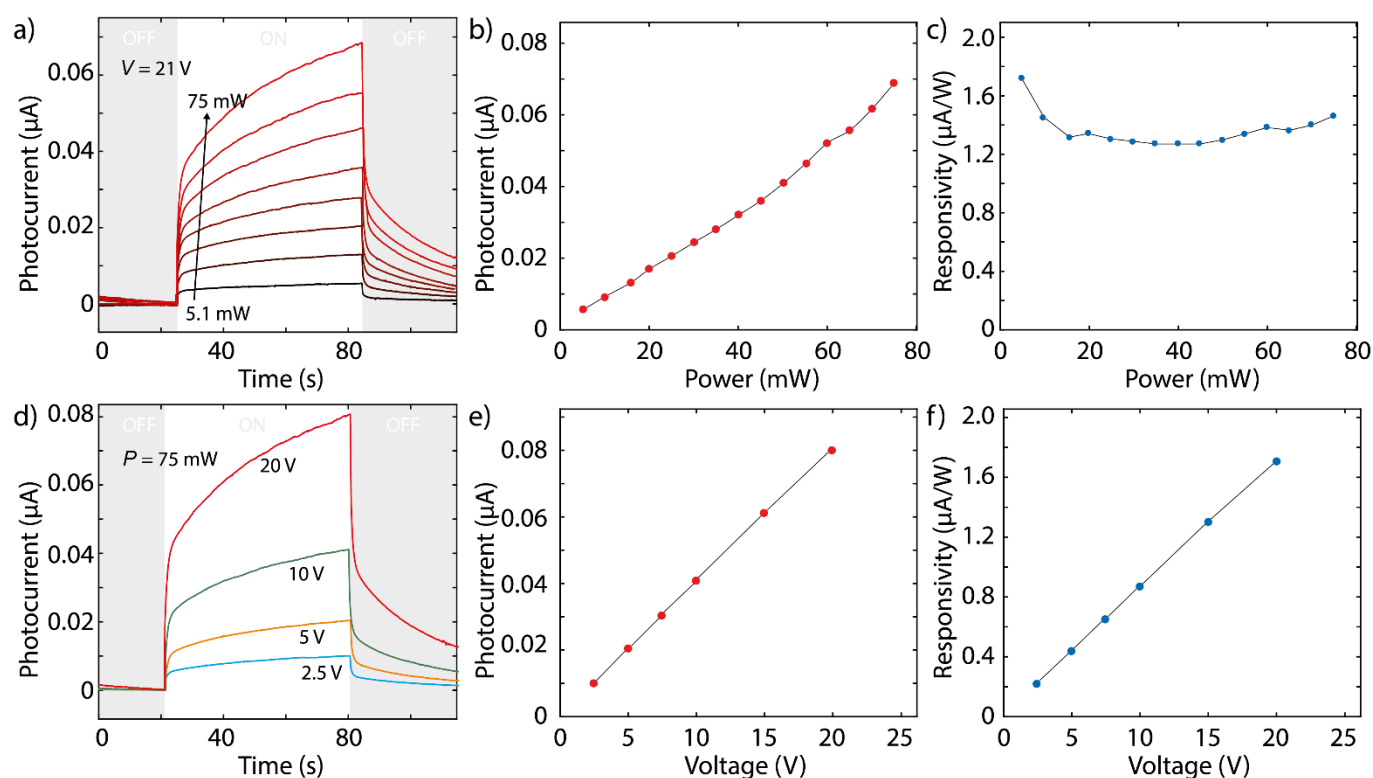 a)
OFF
ON
OFF
V = 21 V
75 mW
5.1 mW
Photocurrent (µA)
0.06
0.04
0.02
0
0
40
80
Time (s)
b)
Photocurrent (µA)
0.08
0.06
0.04
0.02
0
0
20
40
60
80
Power (mW)
c)
Responsivity (µA/W)
2.0
1.6
1.2
0.8
0.4
0
0
20
40
60
80
Power (mW)
d)
OFF
ON
OFF
P = 75 mW
20 V
10 V
5 V
2.5 V
Photocurrent (µA)
0.08
0.06
0.04
0.02
0
0
40
80
Time (s)
e)
Photocurrent (µA)
0.08
0.06
0.04
0.02
0
0
5
10
15
20
25
Voltage (V)
f)
Responsivity (µA/W)
2.0
1.6
1.2
0.8
0.4
0
0
5
10
15
20
25
Voltage (V)